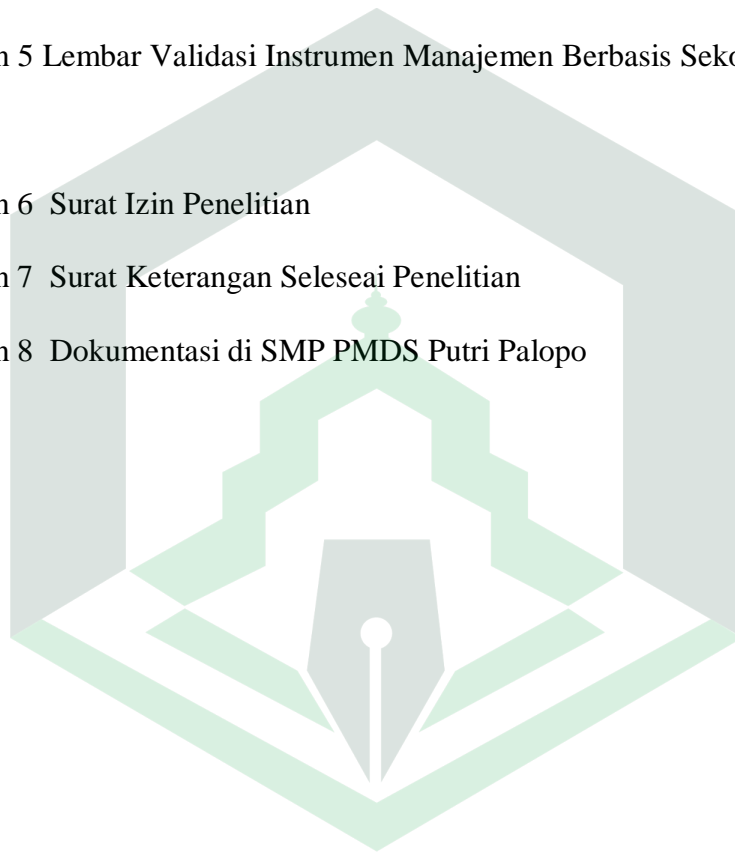 n 5 Lembar Validasi Instrumen Manajemen Berbasis Seko
n 6 Surat Izin Penelitian
n 7 Surat Keterangan Seleseai Penelitian
n 8 Dokumentasi di SMP PMDS Putri Palopo